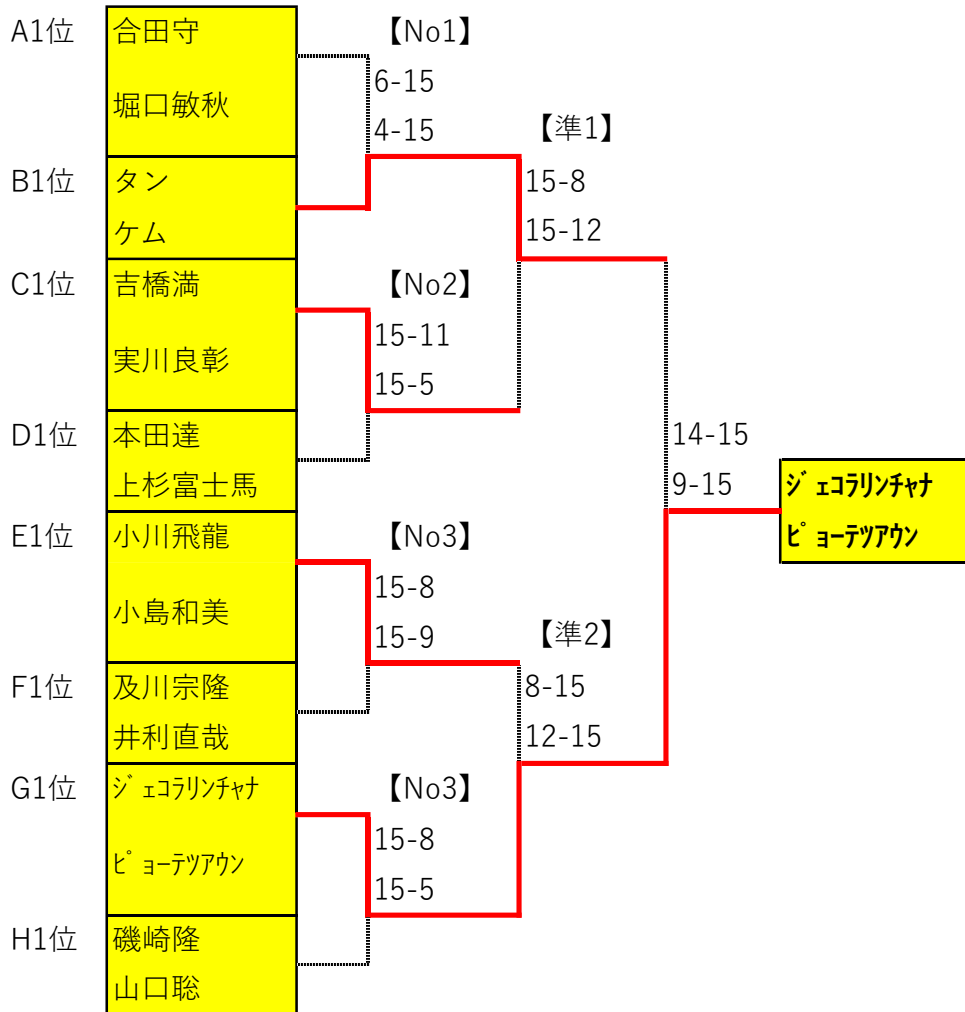 A1位 合田守 【No1】
6-15
堀口敏秋
4-15 【準1】
B1位 タン 15-8
ケム 15-12
C1位 吉橋満 【No2】
15-11
実川良彰
15-5
D1位 本田達 14-15
上杉富士馬 9-15 ジェコラリンチャナ
E1位 小川飛龍 【No3】 ピョーテツアウン
15-8
小島和美
15-9 【準2】
F1位 及川宗隆 8-15
井利直哉 12-15
G1位 ジェコラリンチャナ 【No3】
15-8
ピョーテツアウン
15-5
H1位 磯崎隆
山口聡